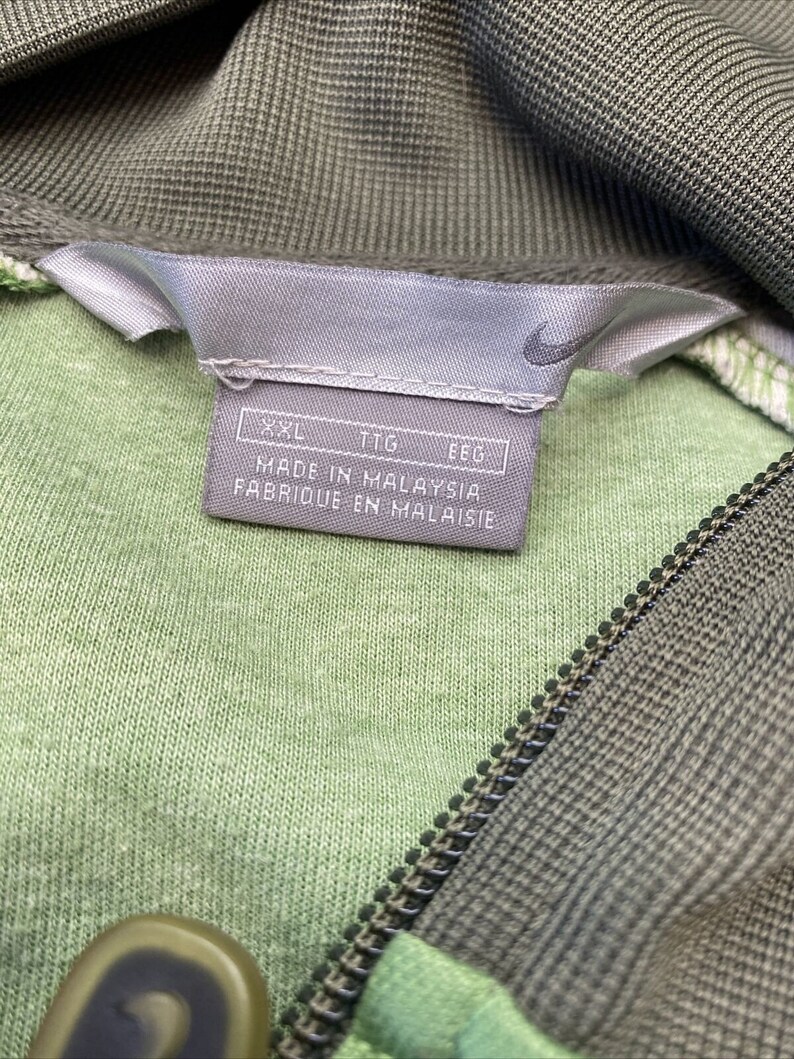 XXL TTG EEG
MADE IN MALAYSIA
FABRIQUE EN MALAISIE